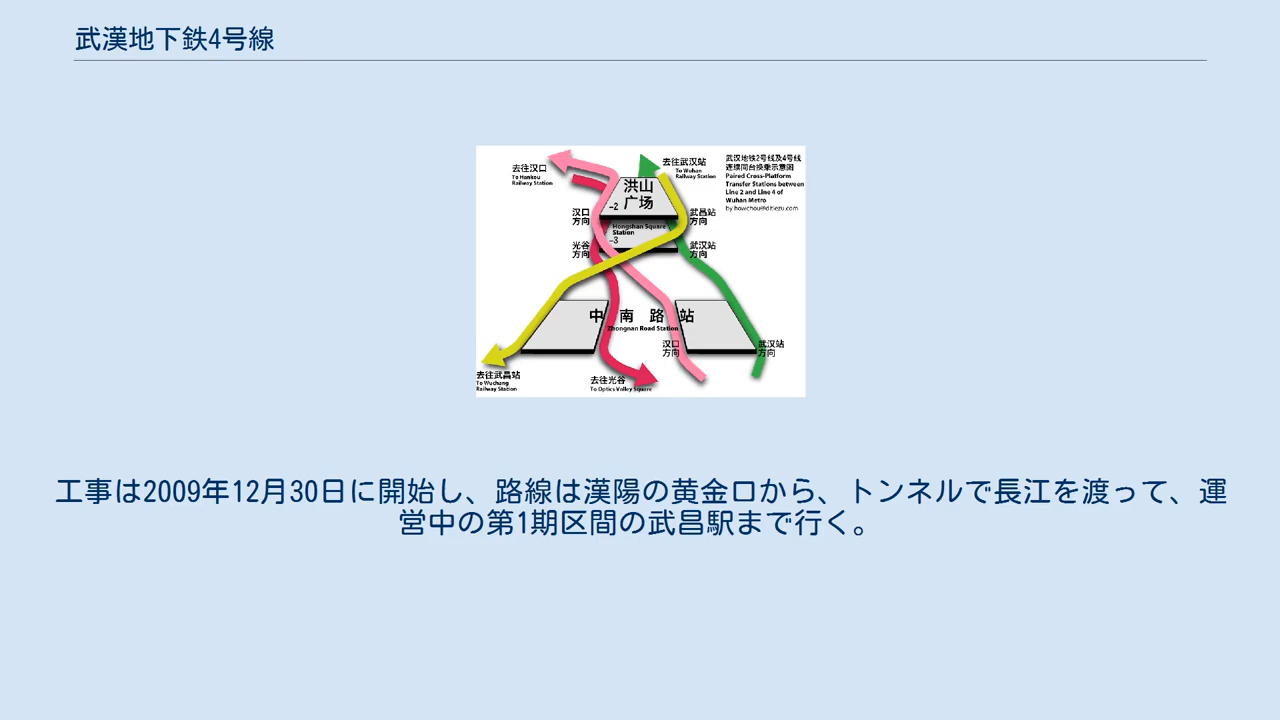 武漢地下鉄4号線
去往汉口
To Hankou
Railway Station
去往武汉站
To Wuhan
Railway Station
武汉地铁2号线及4号线
连续同台换乘示意图
Paired Cross-Platform
Transfer Stations between
Line 2 and Line 4 of
Wuhan Metro
by howchou@ditiezu.com
洪山
广场
-2
汉口
方向
武昌站
方向
Hongshan Square
Station
-3
光谷
方向
武汉站
方向
中南路站
Zhongnan Road Station
汉口
方向
武汉站
方向
去往武昌站
To Wuchang
Railway Station
去往光谷
To Optics Valley Square
工事は2009年12月30日に開始し、路線は漢陽の黄金口から、トンネルで長江を渡って、運
営中の第1期区間の武昌駅まで行く。